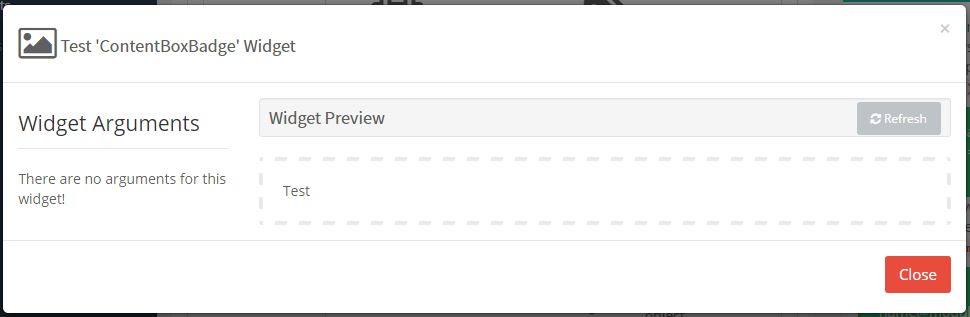 Test 'ContentBoxBadge' Widget
×
Widget Arguments
There are no arguments for this
widget!
Widget Preview
Refresh
Test
Close